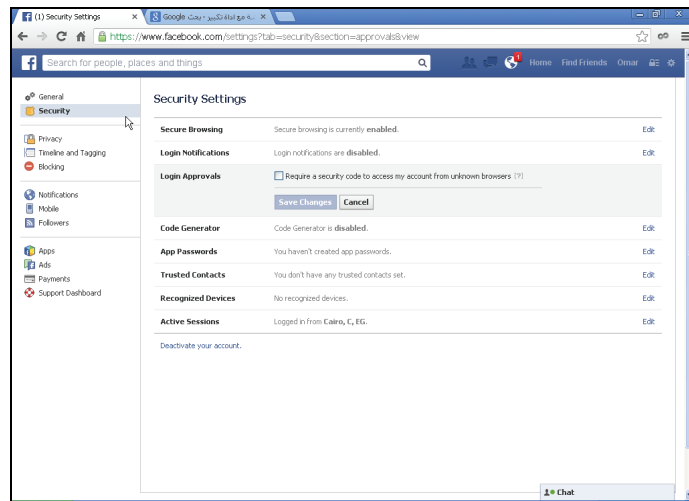 (1) Security Settings
ـة مع اداة تكبير - بحث Google
https://www.facebook.com/settings?tab=security&section=approvals&view
Search for people, places and things
1
Home Find Friends Omar
General
Security
Privacy
Timeline and Tagging
Blocking
Notifications
Mobile
Followers
Apps
Ads
Payments
Support Dashboard
Security Settings
Secure Browsing Secure browsing is currently enabled. Edit
Login Notifications Login notifications are disabled. Edit
Login Approvals Require a security code to access my account from unknown browsers [?]
Save Changes Cancel
Code Generator Code Generator is disabled. Edit
App Passwords You haven't created app passwords. Edit
Trusted Contacts You don't have any trusted contacts set. Edit
Recognized Devices No recognized devices. Edit
Active Sessions Logged in from Cairo, C, EG. Edit
Deactivate your account.
Chat